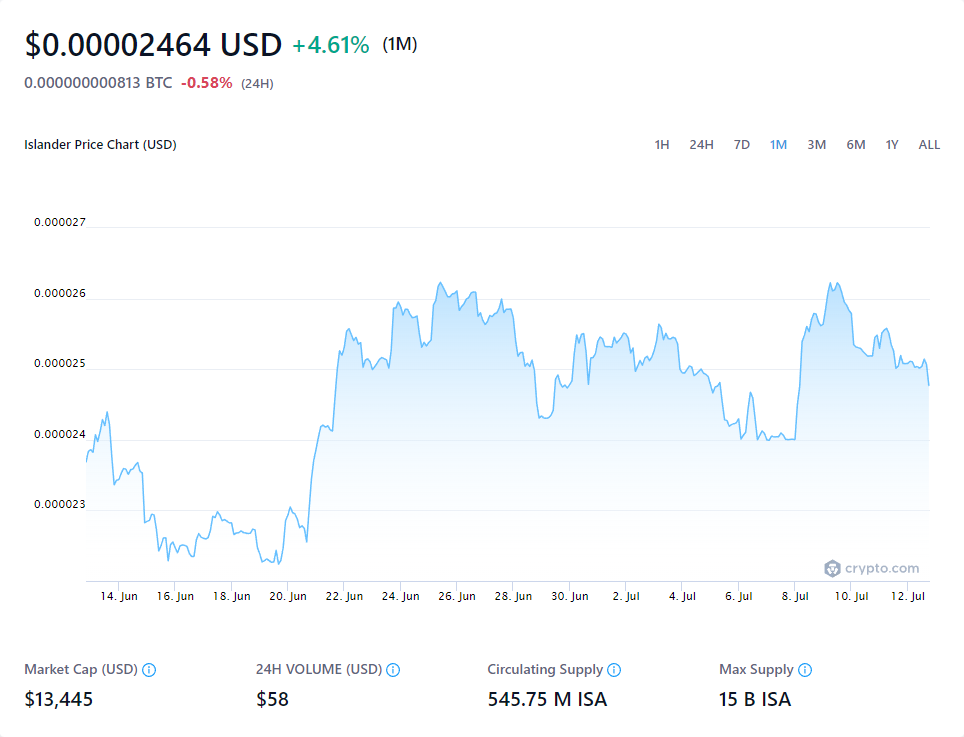 $0.00002464 USD +4.61% (1M)
0.000000000813 BTC -0.58% (24H)
Islander Price Chart (USD) 1H 24H 7D 1M 3M 6M 1Y ALL
0.000027
0.000026
0.000025
0.000024
0.000023
crypto.com
14. Jun 16. Jun 18. Jun 20. Jun 22. Jun 24. Jun 26. Jun 28. Jun 30. Jun 2. Jul 4. Jul 6. Jul 8. Jul 10. Jul 12. Jul
Market Cap (USD) 24H VOLUME (USD) Circulating Supply Max Supply
$13,445 $58 545.75 M ISA 15 B ISA